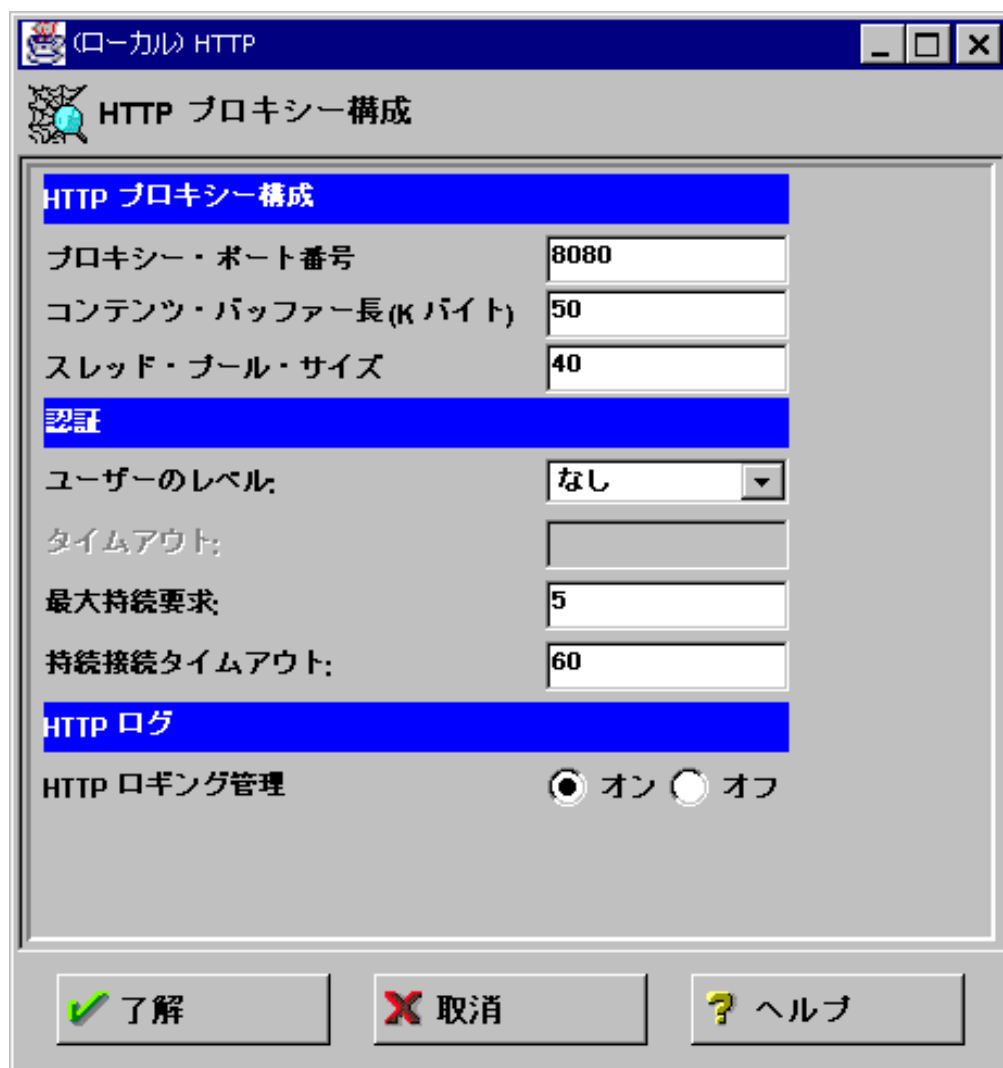 (ローカル) HTTP
HTTP プロキシー構成
HTTP プロキシー構成
プロキシー・ポート番号 8080
コンテンツ・バッファー長(K バイト) 50
スレッド・プール・サイズ 40
認証
ユーザーのレベル: なし
タイムアウト:
最大持続要求: 5
持続接続タイムアウト: 60
HTTP ログ
HTTP ロギング管理 オン オフ
了解 取消 ヘルプ